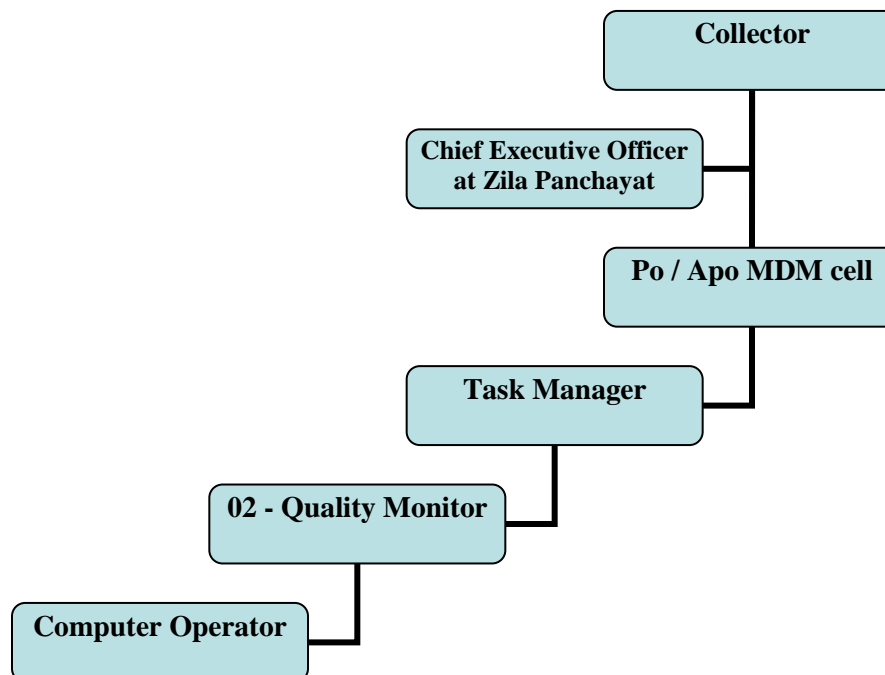 Collector
Chief Executive Officer
at Zila Panchayat
Po / Apo MDM cell
Task Manager
02 - Quality Monitor
Computer Operator